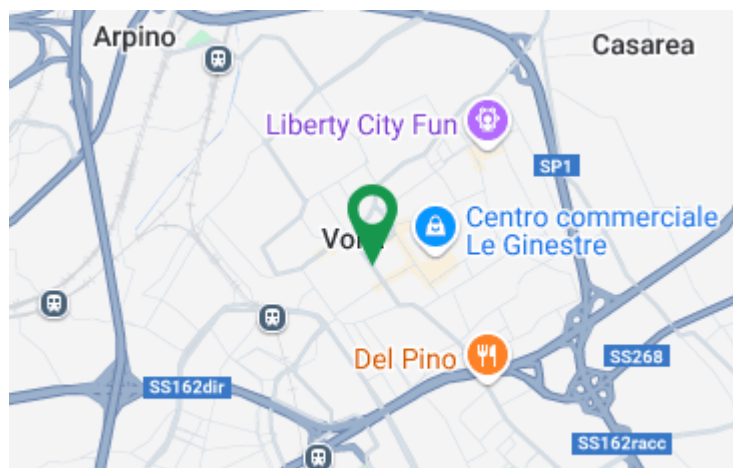 Arpino
Casarea
Liberty City Fun
SP1
Centro commerciale
Le Ginestre
Del Pino
SS268
SS162dir
SS162racc